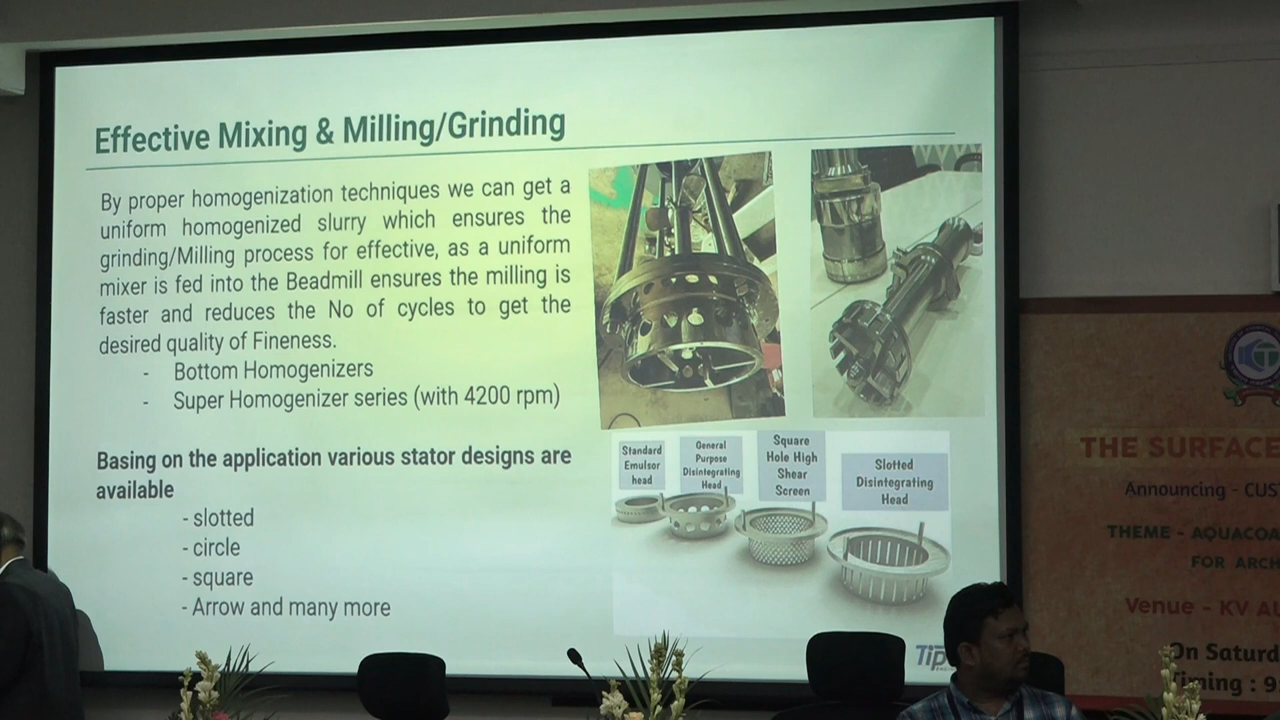 Effective Mixing & Milling/Grinding
By proper homogenization techniques we can get a
uniform homogenized slurry which ensures the
grinding/Milling process for effective, as a uniform
mixer is fed into the Beadmill ensures the milling is
faster and reduces the No of cycles to get the
desired quality of Fineness.
- Bottom Homogenizers
- Super Homogenizer series (with 4200 rpm)
Basing on the application various stator designs are
available
- slotted
- circle
- square
- Arrow and many more
Standard
Emulsor
head
General
Purpose
Disintegrating
Head
Square
Hole High
Shear
Screen
Slotted
Disintegrating
Head
Tip
THE SURFACE
Announcing - CUS
THEME - AQUACOA
FOR ARCH
Venue - KV AU
On Saturd
Timing : 9